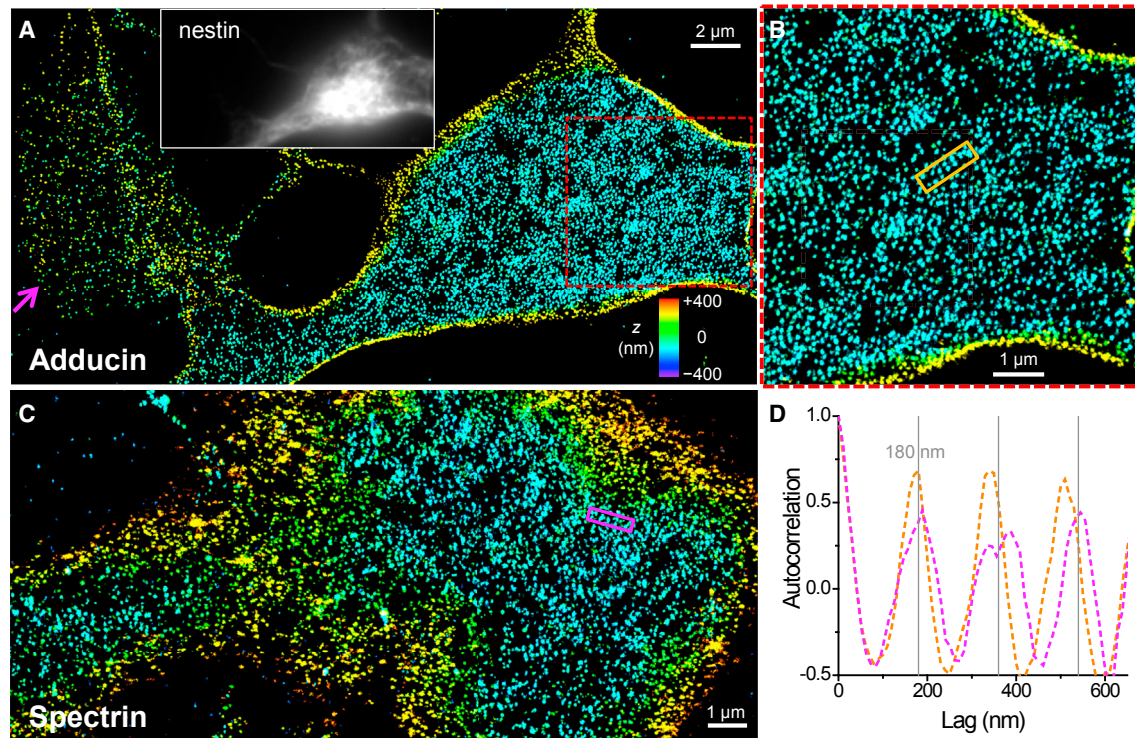 A
nestin
2 µm
+400
z
0
(nm)
−400
Adducin
B
1 µm
C
Spectrin
1 µm
D
1.0
0.5
0.0
-0.5
Autocorrelation
180 nm
0
200
400
600
Lag (nm)